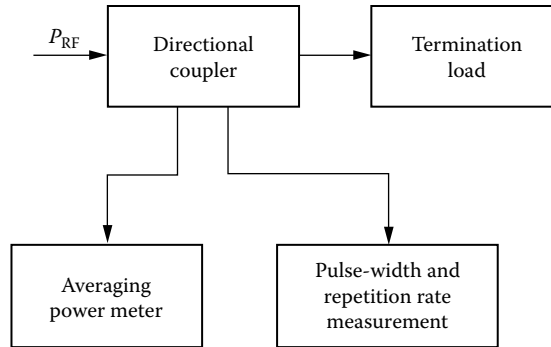 P_RF
Directional
coupler
Termination
load
Averaging
power meter
Pulse-width and
repetition rate
measurement